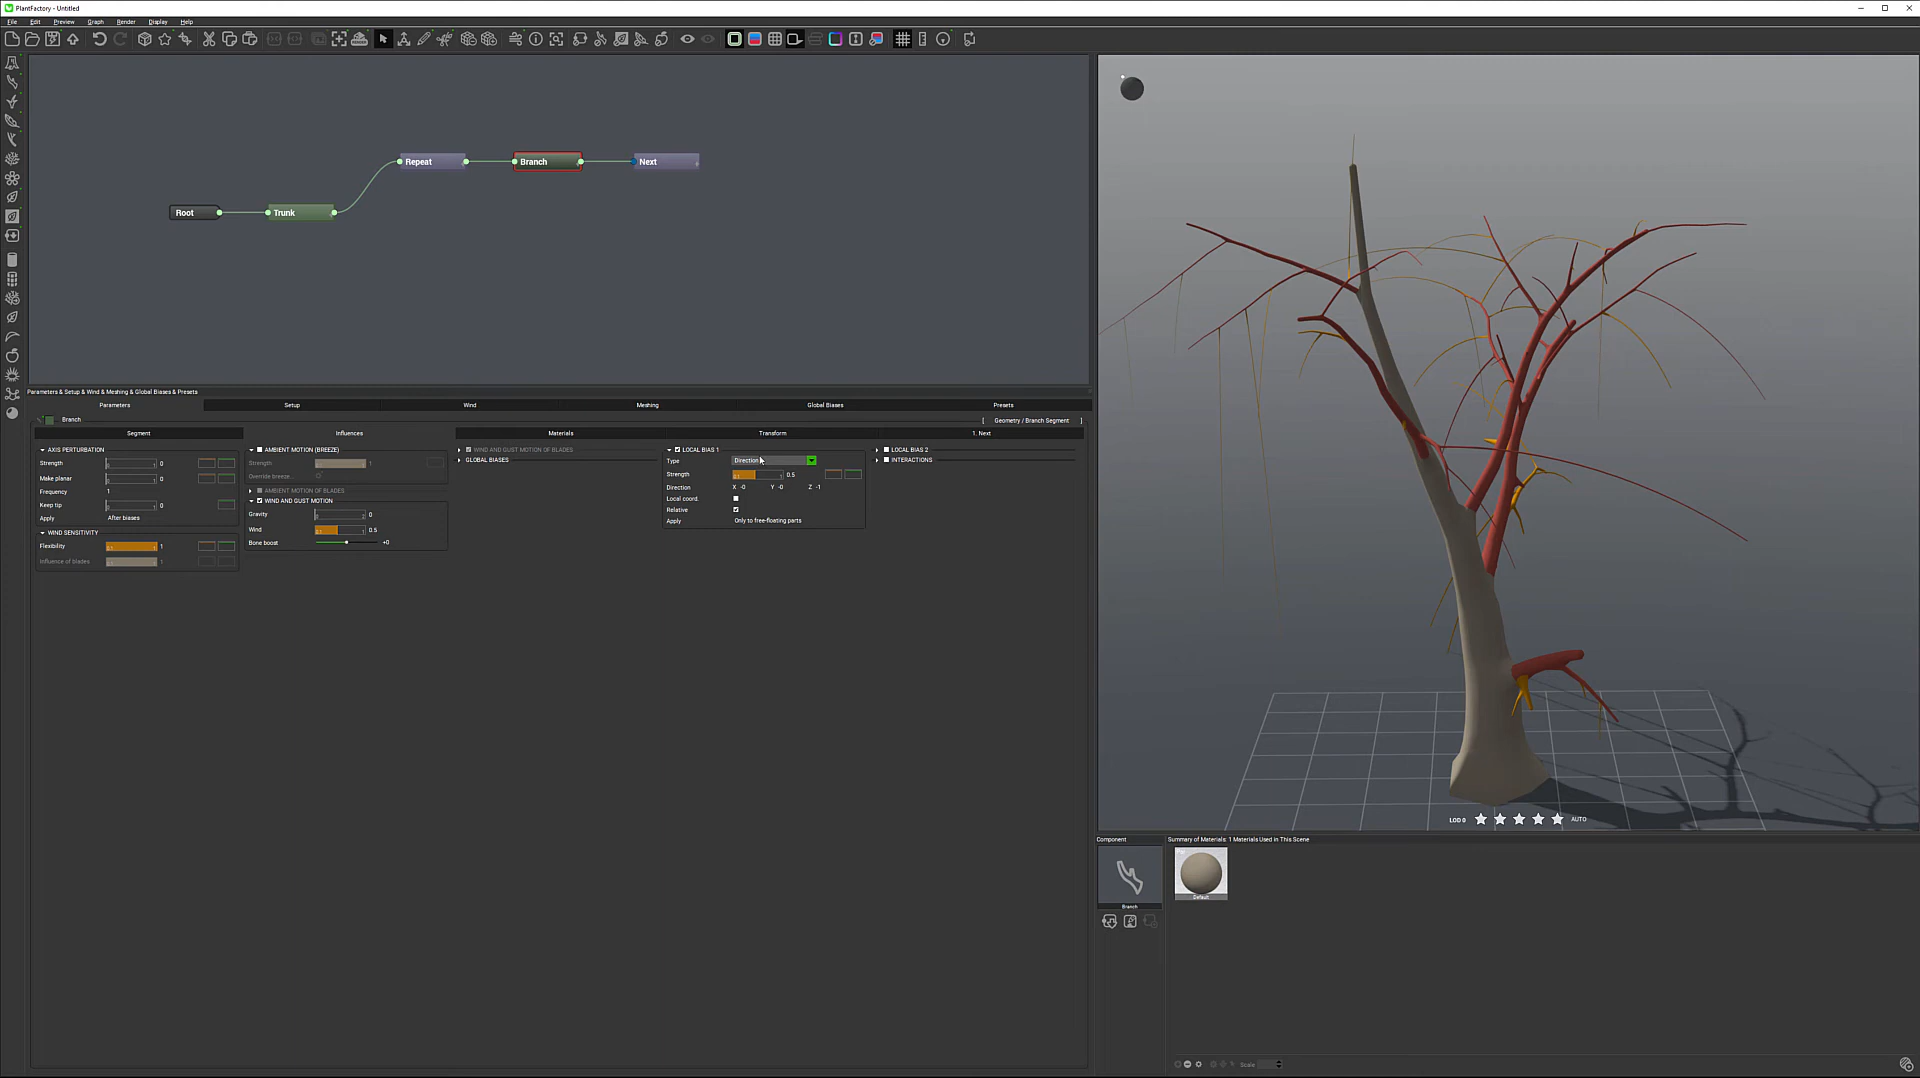 PlantFactory - Untitled
File Edit Preview Graph Render Display Help
Repeat
Branch
Next
Root
Trunk
Parameters & Setup & Wind & Meshing & Global Biases & Presets
Parameters Setup Wind Meshing Global Biases Presets
Branch [ Geometry / Branch Segment ]
Segment Influences Materials Transform 1. Next
AXIS PERTURBATION
Strength 0
Make planar 0
Frequency 1
Keep tip 0
Apply After biases
WIND SENSITIVITY
Flexibility 1
Influence of blades 1
AMBIENT MOTION (BREEZE)
Strength 1
Override breeze...
AMBIENT MOTION OF BLADES
WIND AND GUST MOTION
Gravity 0
Wind 0.5
Bone boost +0
WIND AND GUST MOTION OF BLADES
GLOBAL BIASES
LOCAL BIAS 1
Type Direction
Strength 0.5
Direction X -0 Y -0 Z -1
Local coord.
Relative
Apply Only to free-floating parts
LOCAL BIAS 2
INTERACTIONS
LOD 0 AUTO
Component
Branch
Summary of Materials: 1 Materials Used in This Scene
Default
Scale